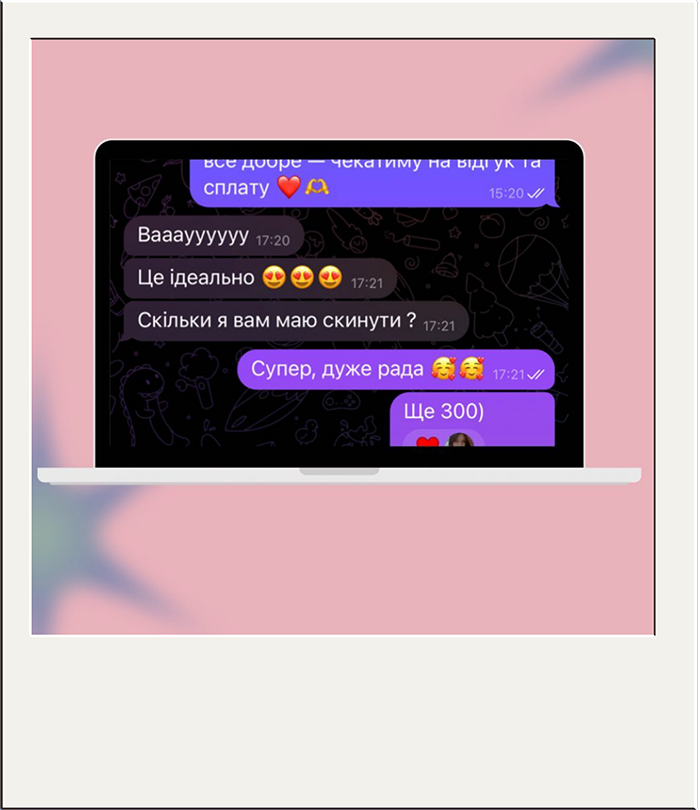 все добре — чекатиму на відгук та
сплату ❤️🫶
15:20
Вааауууууу 17:20
Це ідеально 😍😍😍 17:21
Скільки я вам маю скинути ? 17:21
Супер, дуже рада 🥰🥰 17:21
Ще 300)